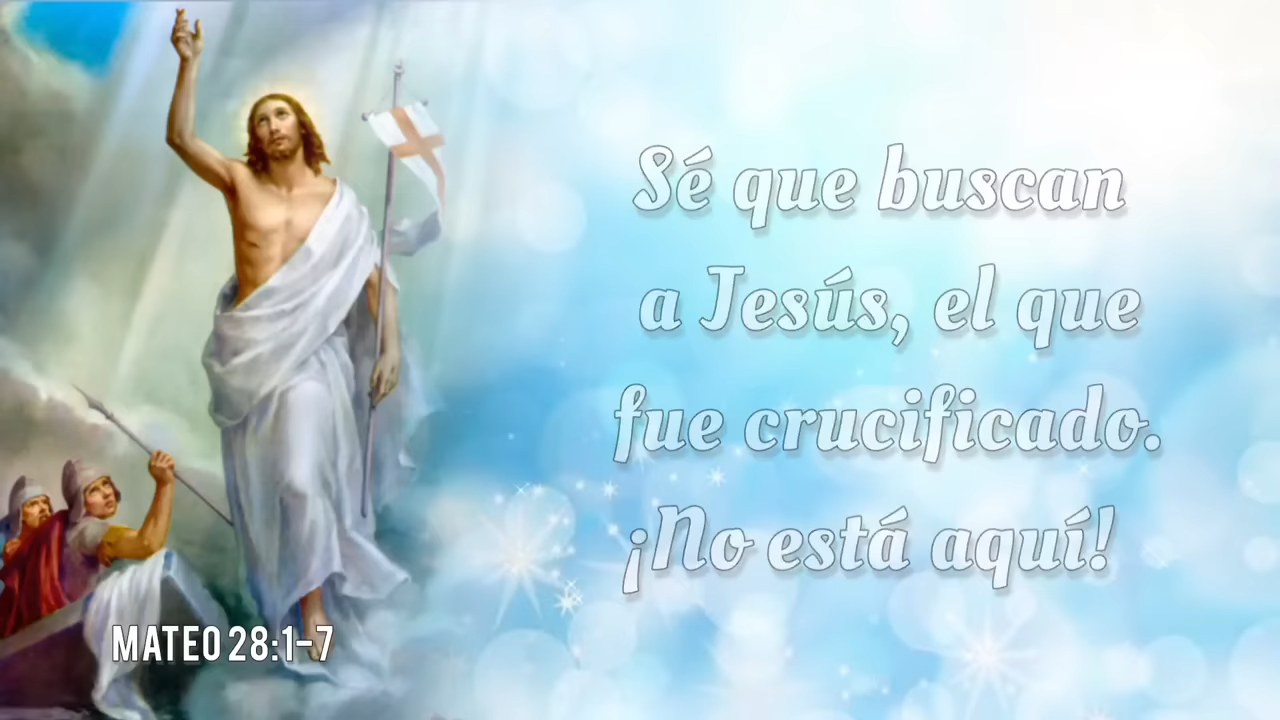 Sé que buscan
a Jesús, el que
fue crucificado.
¡No está aquí!
MATEO 28:1-7